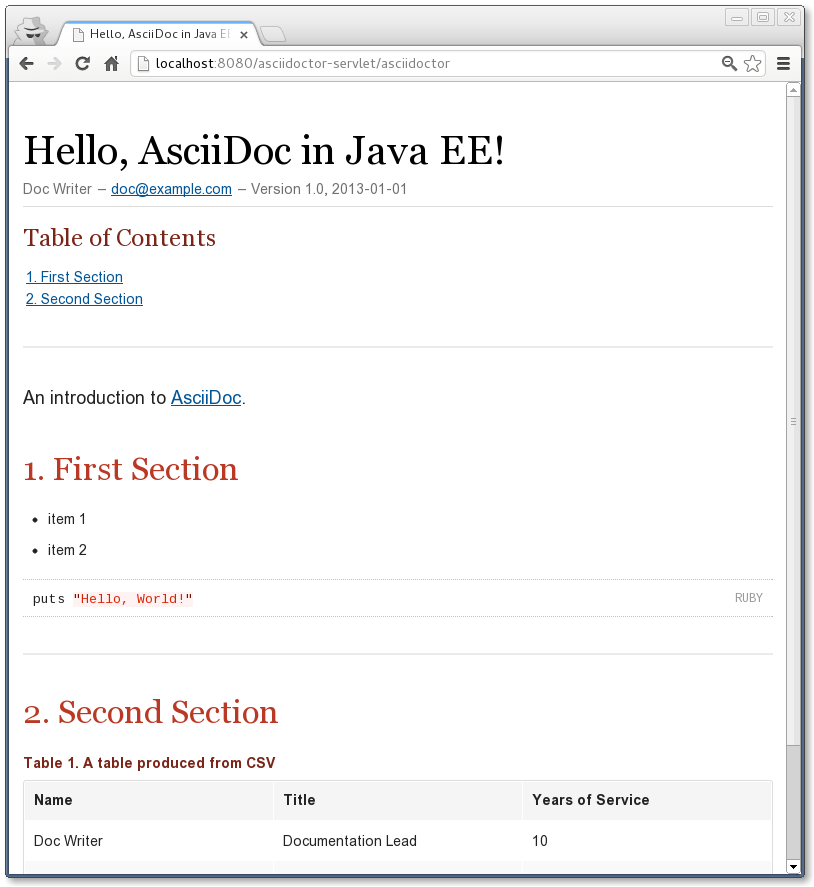 Hello, AsciiDoc in Java EE
localhost:8080/asciidoctor-servlet/asciidoctor
Hello, AsciiDoc in Java EE!
Doc Writer – doc@example.com – Version 1.0, 2013-01-01
Table of Contents
1. First Section
2. Second Section
An introduction to AsciiDoc.
1. First Section
• item 1
• item 2
puts "Hello, World!" RUBY
2. Second Section
Table 1. A table produced from CSV
Name Title Years of Service
Doc Writer Documentation Lead 10